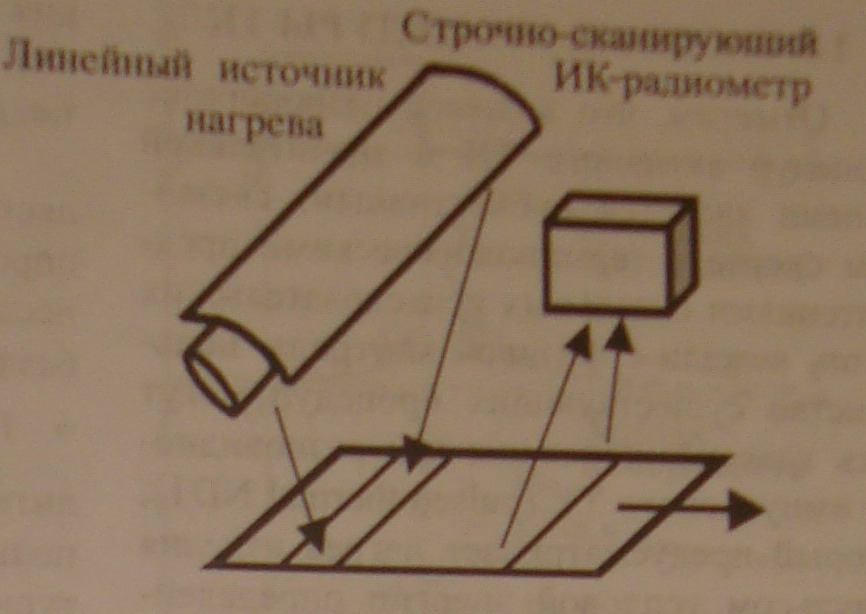 Строчно-сканирующий
ИК-радиометр
Линейный источник
нагрева